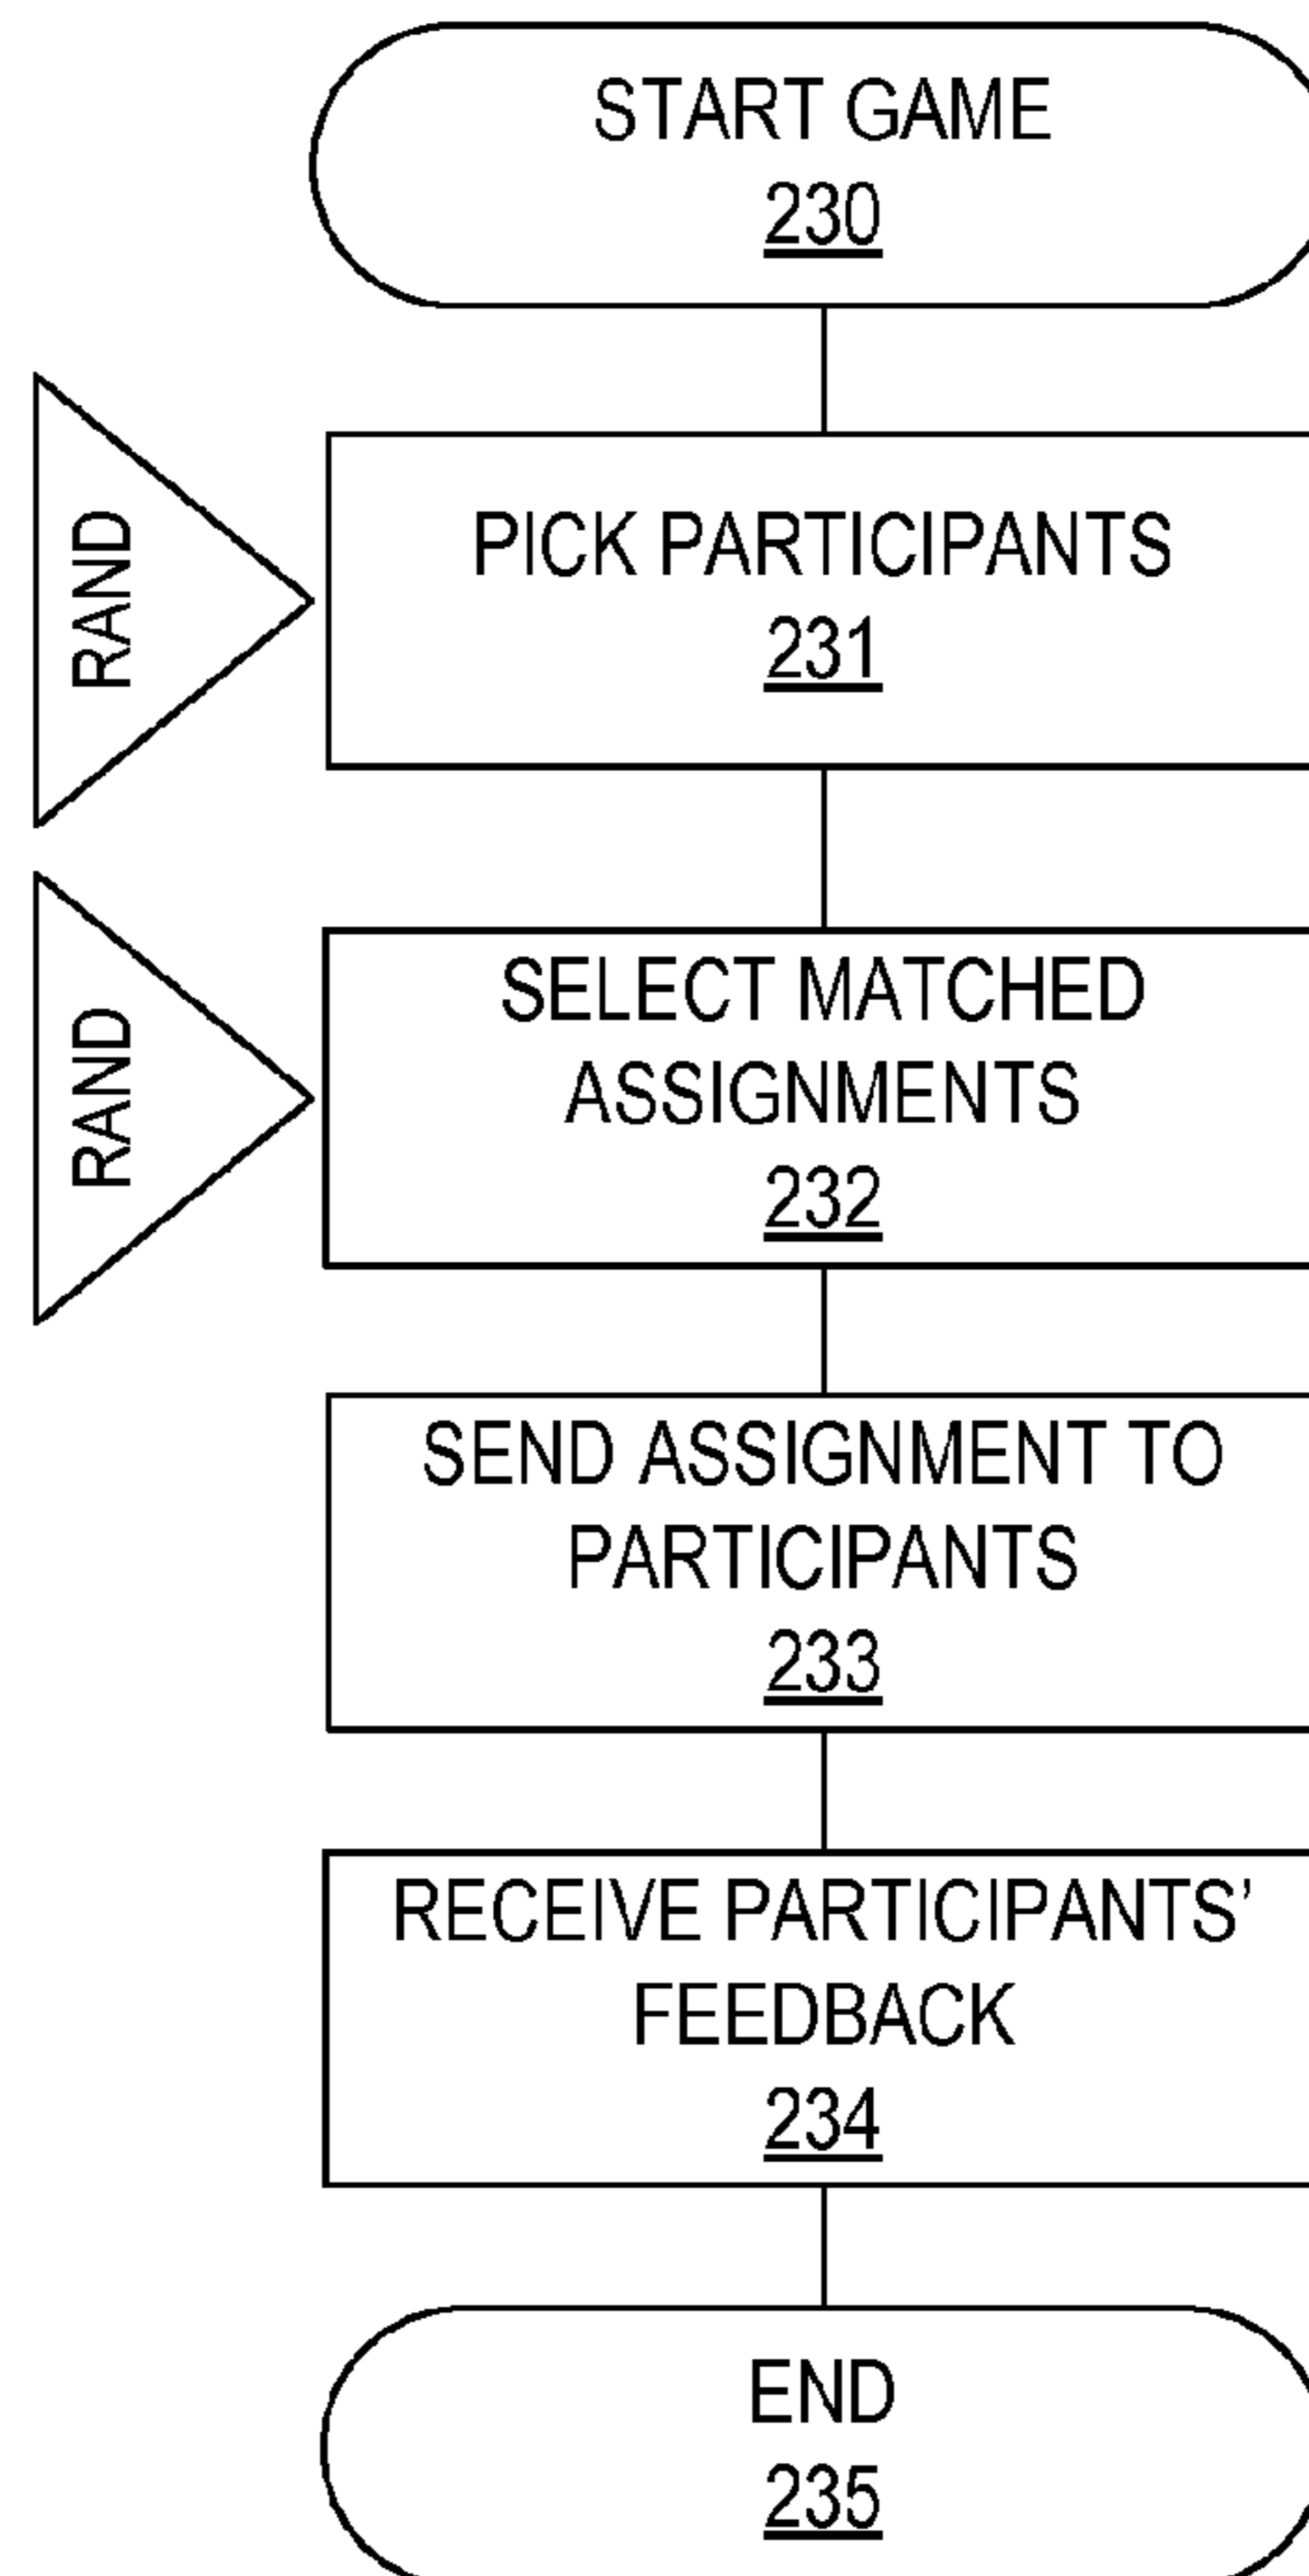 START GAME
230
RAND
PICK PARTICIPANTS
231
RAND
SELECT MATCHED
ASSIGNMENTS
232
SEND ASSIGNMENT TO
PARTICIPANTS
233
RECEIVE PARTICIPANTS’
FEEDBACK
234
END
235